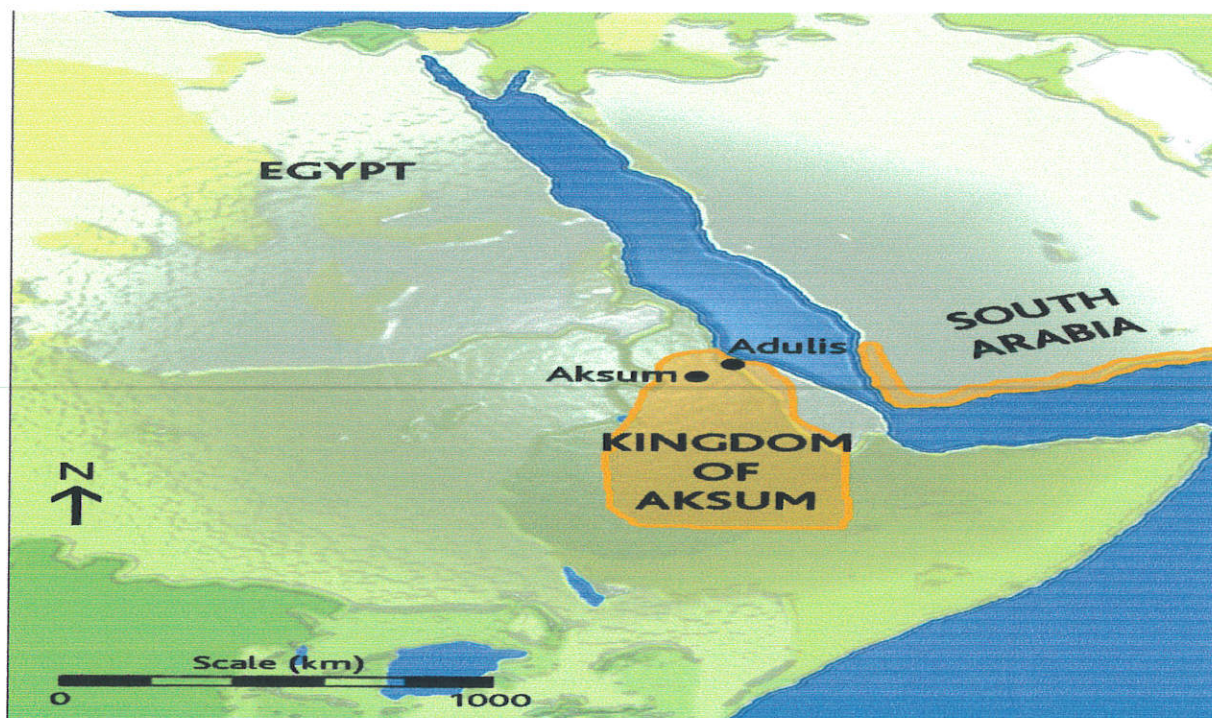 EGYPT
SOUTH
ARABIA
Adulis
Aksum
KINGDOM
OF
AKSUM
N
Scale (km)
0 1000